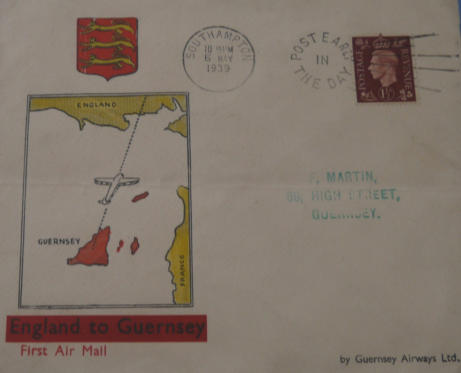 SOUTHAMPTON
6 MAY
1939
POST EARLY
IN
THE DAY
POSTAGE
REVENUE
ENGLAND
GUERNSEY
FRANCE
MARTIN,
HIGH STREET,
GUERNSEY.
England to Guernsey
First Air Mail
by Guernsey Airways Ltd.